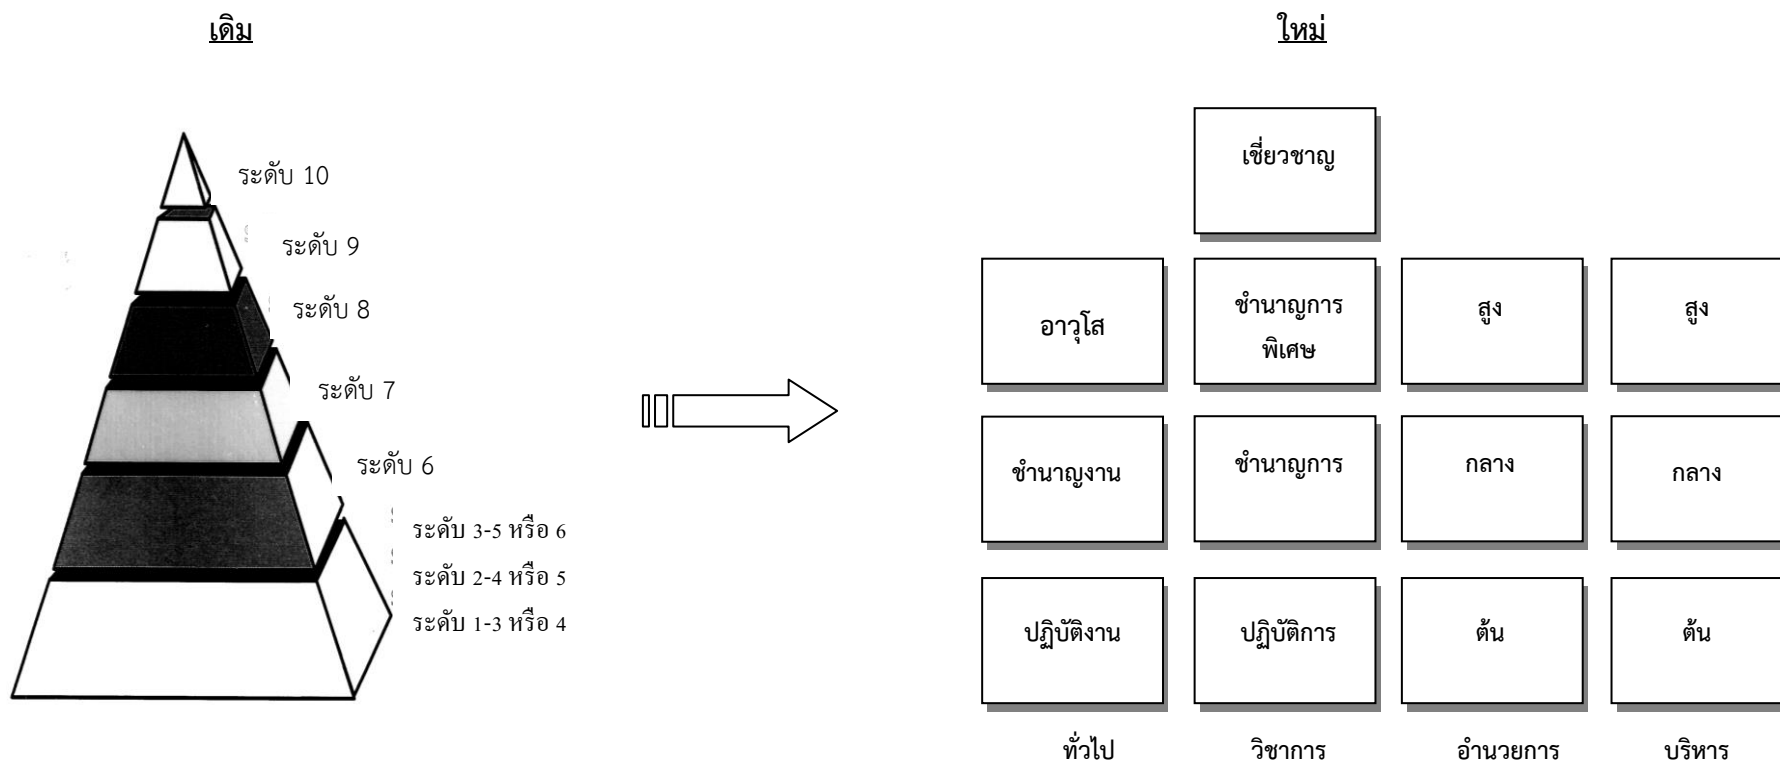 เดิม
ใหม่
ระดับ 10
ระดับ 9
ระดับ 8
ระดับ 7
ระดับ 6
ระดับ 3-5 หรือ 6
ระดับ 2-4 หรือ 5
ระดับ 1-3 หรือ 4
เชี่ยวชาญ
อาวุโส
ชำนาญการ
พิเศษ
สูง
สูง
ชำนาญงาน
ชำนาญการ
กลาง
กลาง
ปฏิบัติงาน
ปฏิบัติการ
ต้น
ต้น
ทั่วไป
วิชาการ
อำนวยการ
บริหาร